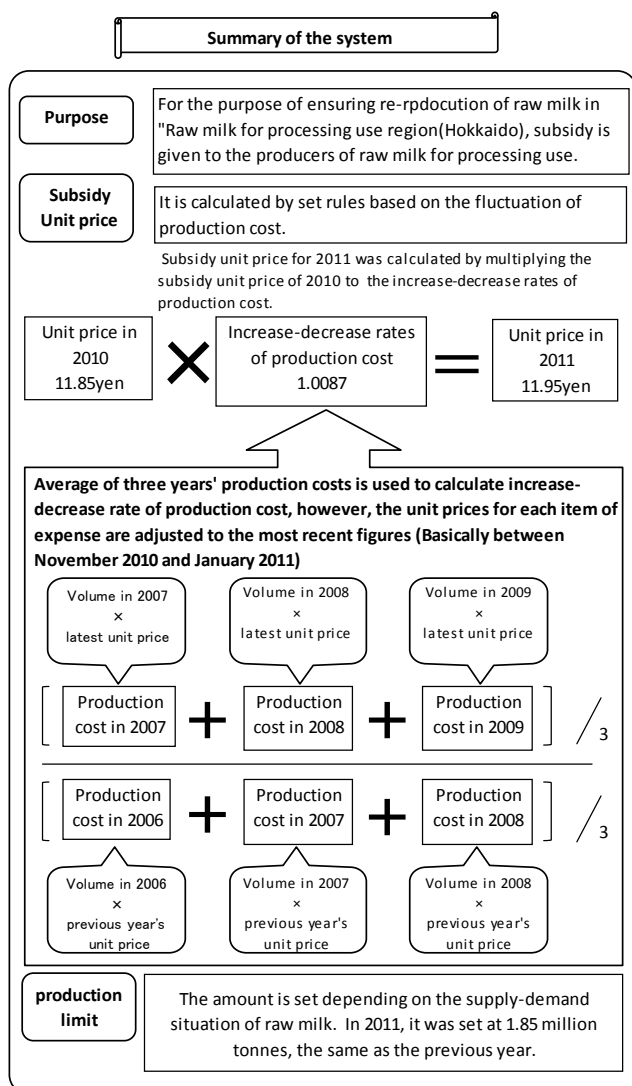 Summary of the system
Purpose
For the purpose of ensuring re-rpdocution of raw milk in
"Raw milk for processing use region(Hokkaido), subsidy is
given to the producers of raw milk for processing use.
Subsidy
Unit price
It is calculated by set rules based on the fluctuation of
production cost.
Subsidy unit price for 2011 was calculated by multiplying the
subsidy unit price of 2010 to the increase-decrease rates of
production cost.
Unit price in
2010
11.85yen
×
Increase-decrease rates
of production cost
1.0087
=
Unit price in
2011
11.95yen
Average of three years' production costs is used to calculate increase-
decrease rate of production cost, however, the unit prices for each item of
expense are adjusted to the most recent figures (Basically between
November 2010 and January 2011)
Volume in 2007
×
latest unit price
Volume in 2008
×
latest unit price
Volume in 2009
×
latest unit price
[ Production
cost in 2007
+
Production
cost in 2008
+
Production
cost in 2009 ]
/ 3
[ Production
cost in 2006
+
Production
cost in 2007
+
Production
cost in 2008 ]
/ 3
Volume in 2006
×
previous year's
unit price
Volume in 2007
×
previous year's
unit price
Volume in 2008
×
previous year's
unit price
production
limit
The amount is set depending on the supply-demand
situation of raw milk. In 2011, it was set at 1.85 million
tonnes, the same as the previous year.